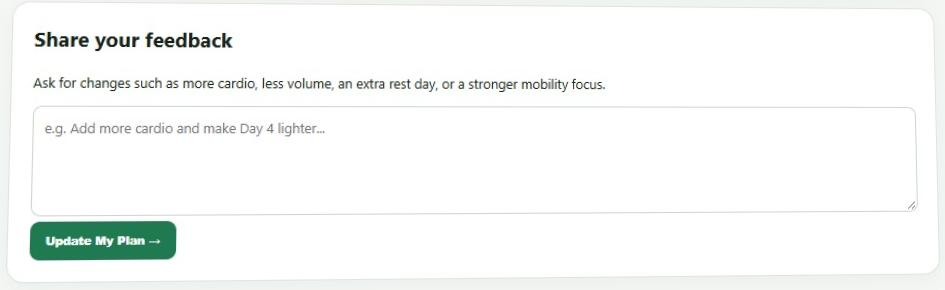 Share your feedback
Ask for changes such as more cardio, less volume, an extra rest day, or a stronger mobility focus.
e.g. Add more cardio and make Day 4 lighter...
Update My Plan →